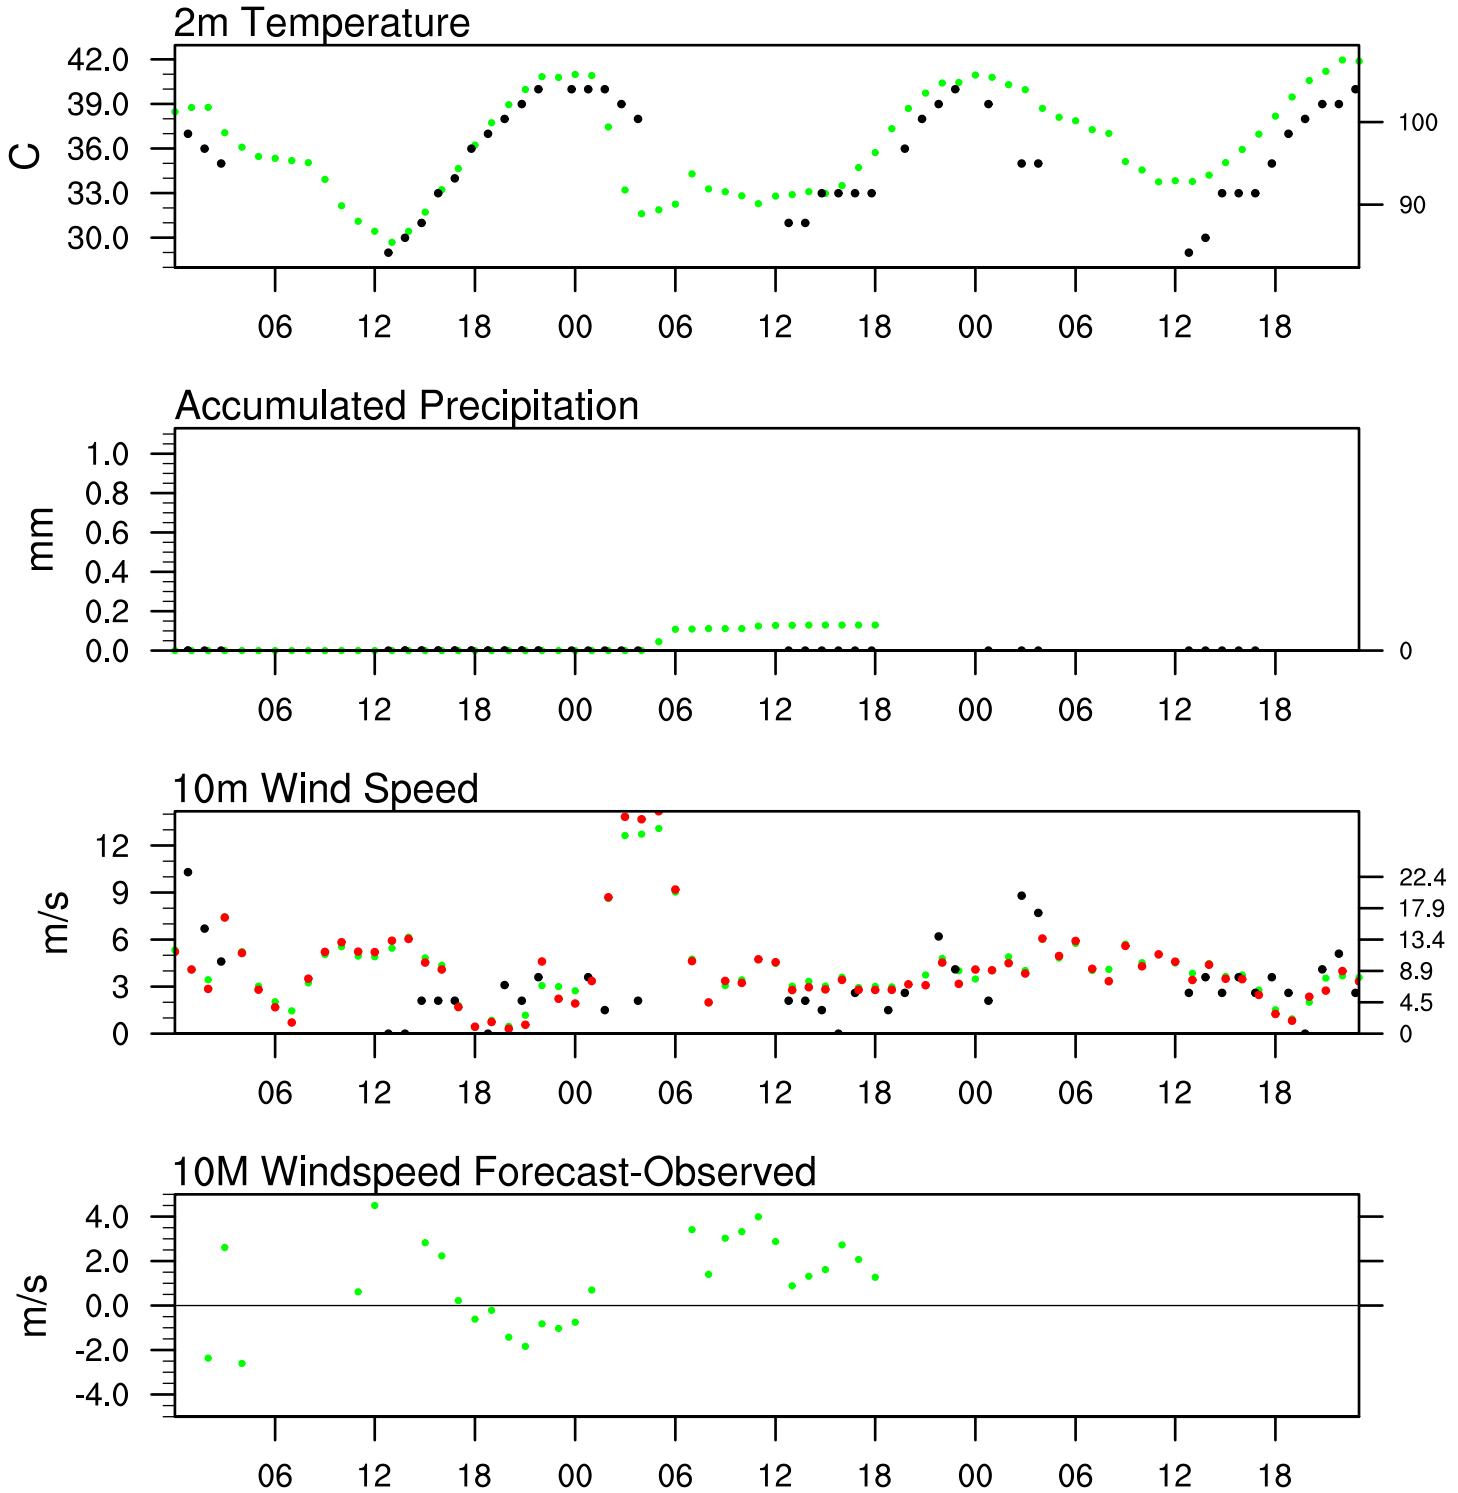 2m Temperature
42.0
39.0
36.0
33.0
30.0
C
100
90
06 12 18 00 06 12 18 00 06 12 18
Accumulated Precipitation
1.0
0.8
0.6
0.4
0.2
0.0
mm
0
06 12 18 00 06 12 18 00 06 12 18
10m Wind Speed
12
9
6
3
0
m/s
22.4
17.9
13.4
8.9
4.5
0
06 12 18 00 06 12 18 00 06 12 18
10M Windspeed Forecast-Observed
4.0
2.0
0.0
-2.0
-4.0
m/s
06 12 18 00 06 12 18 00 06 12 18